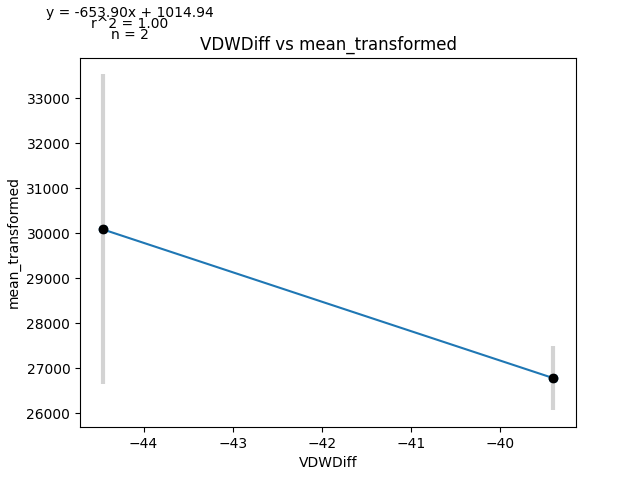 y = -653.90x + 1014.94
r^2 = 1.00
n = 2
VDWDiff vs mean_transformed
33000
32000
31000
30000
29000
28000
27000
26000
mean_transformed
−44 −43 −42 −41 −40
VDWDiff